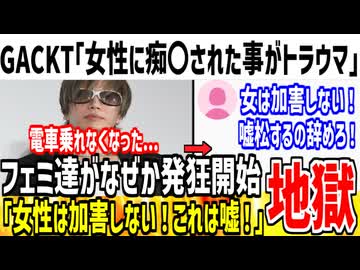 GACKT「女性に痴〇された事がトラウマ」
女は加害しない！
嘘松するの辞めろ！
電車乗れなくなった...
フェミ達がなぜか発狂開始
「女性は加害しない！これは嘘！」
地獄